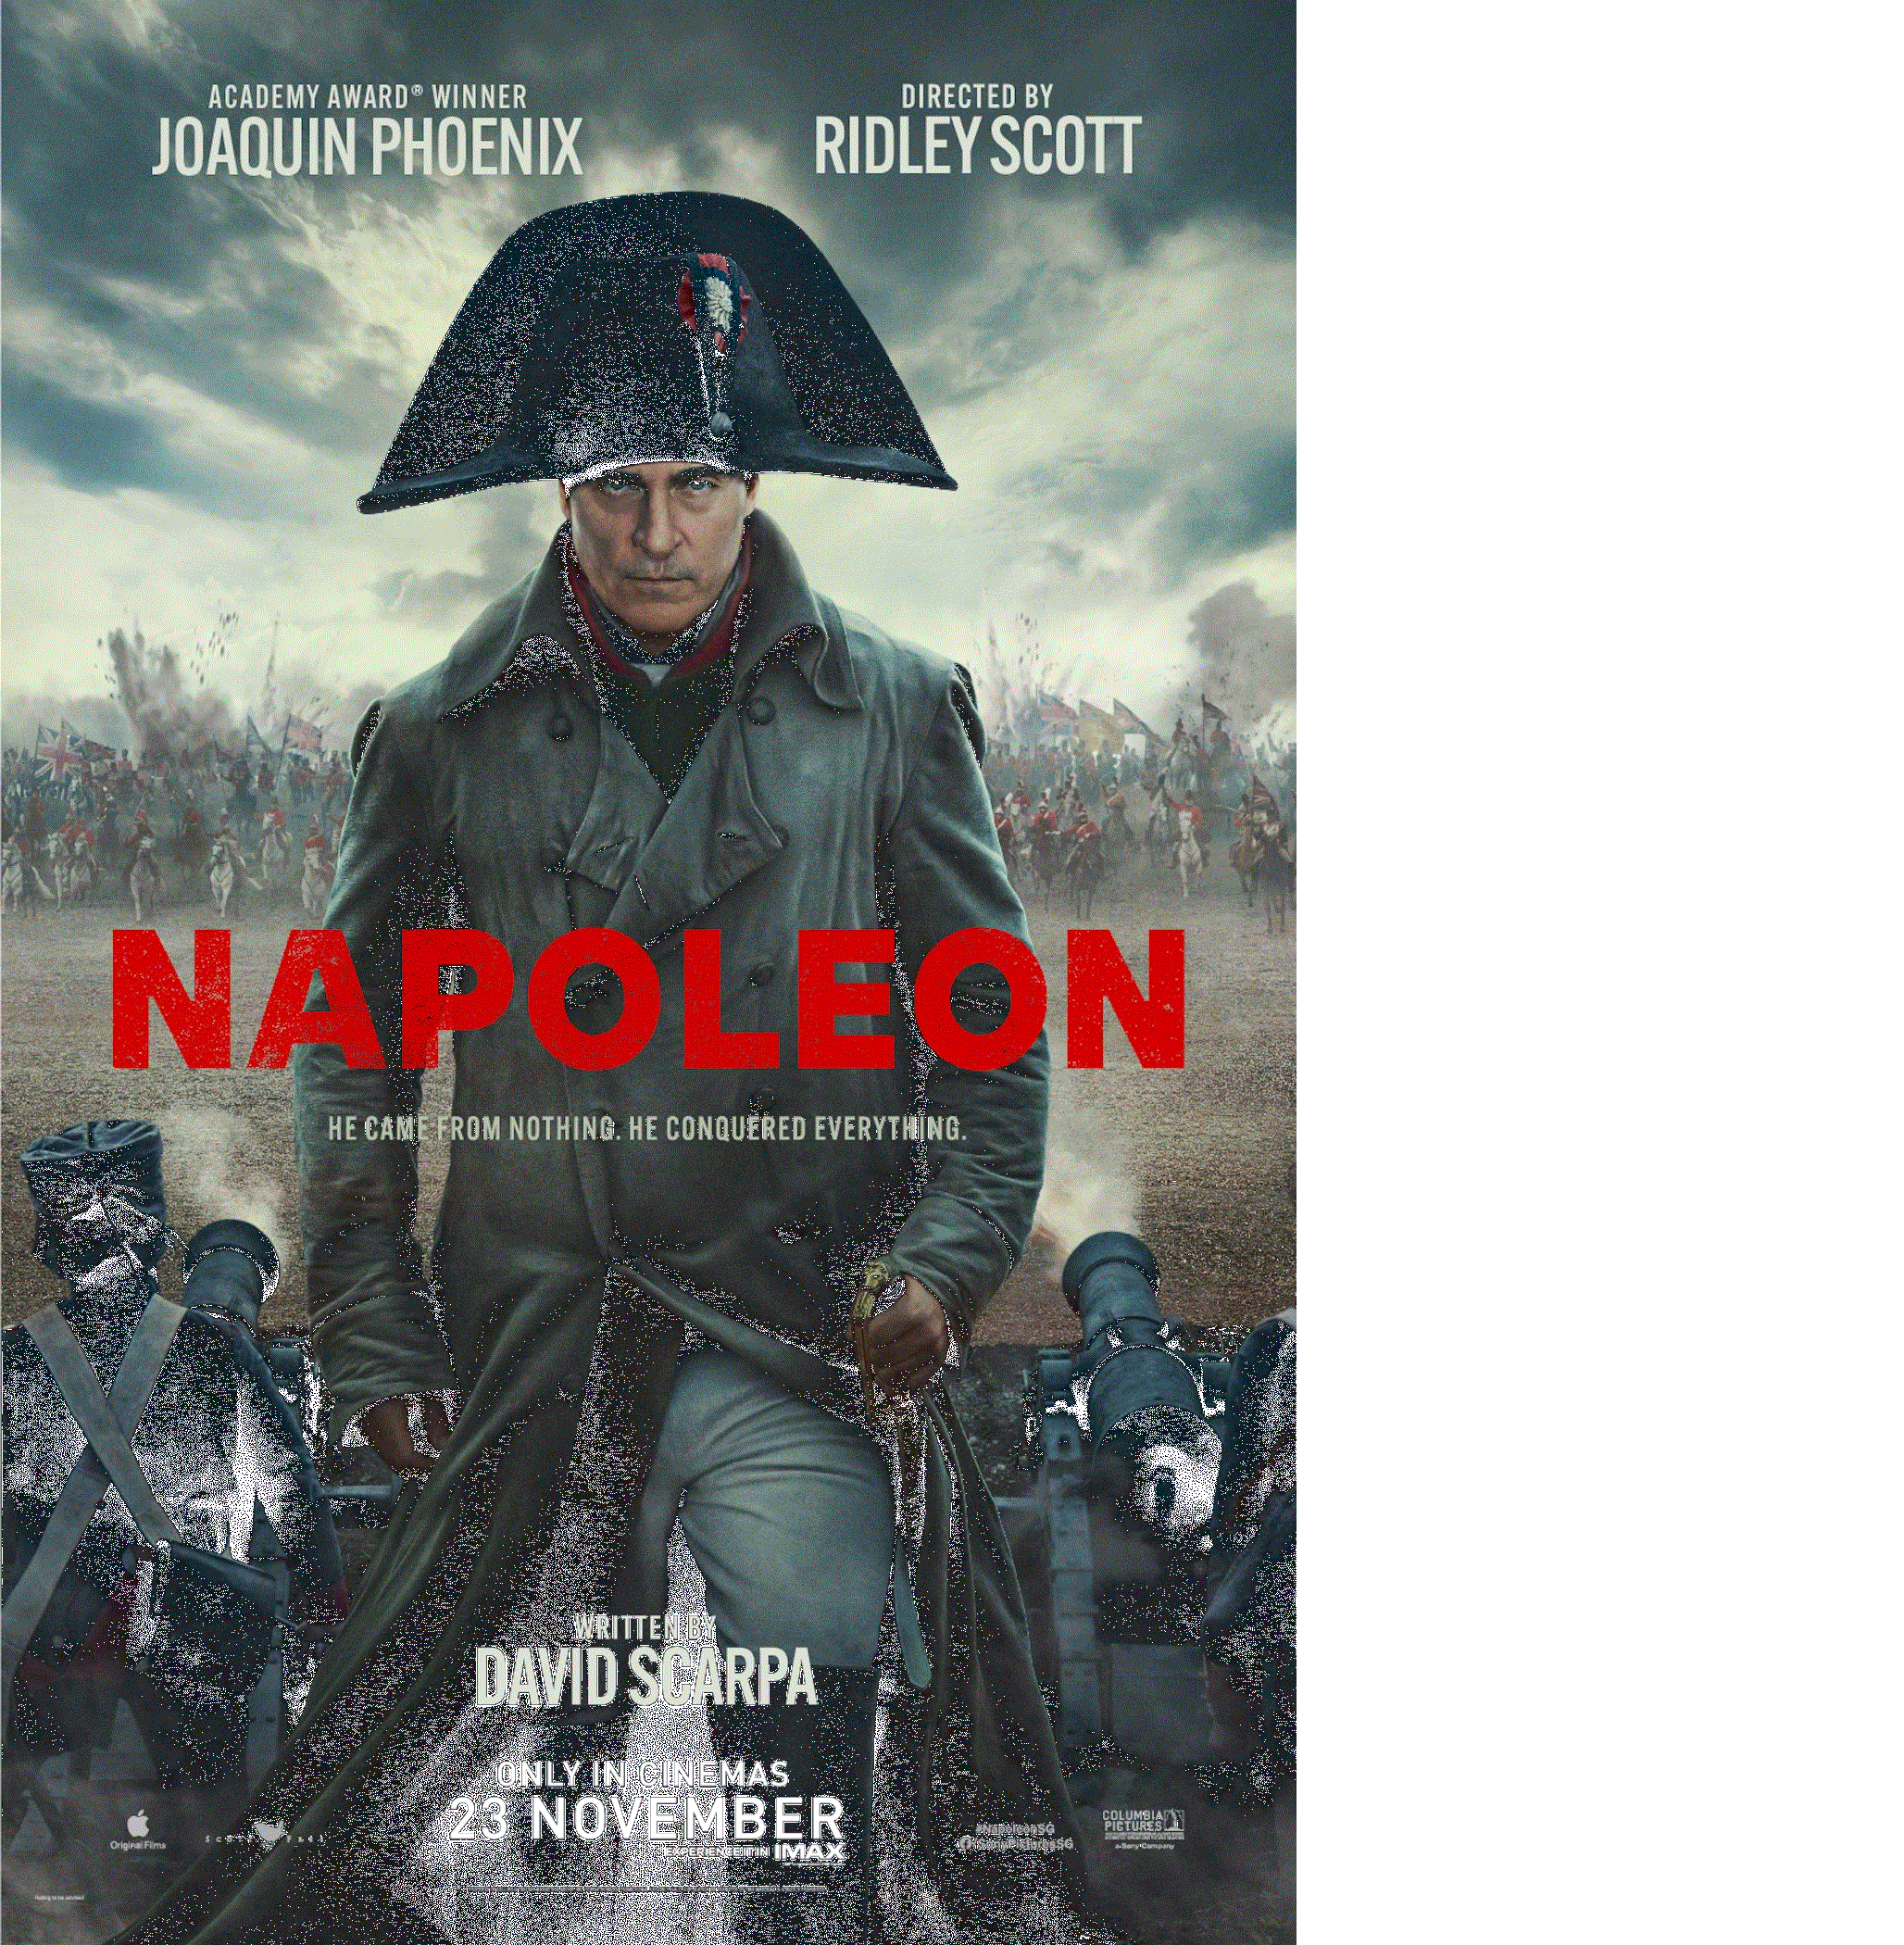 ACADEMY AWARD® WINNER
JOAQUIN PHOENIX
DIRECTED BY
RIDLEY SCOTT
NAPOLEON
HE CAME FROM NOTHING. HE CONQUERED EVERYTHING.
WRITTEN BY
DAVID SCARPA
ONLY IN CINEMAS
23 NOVEMBER
EXPERIENCE IT IN IMAX
Original Films
#NapoleonSG
COLUMBIA
PICTURES
a Sony Company